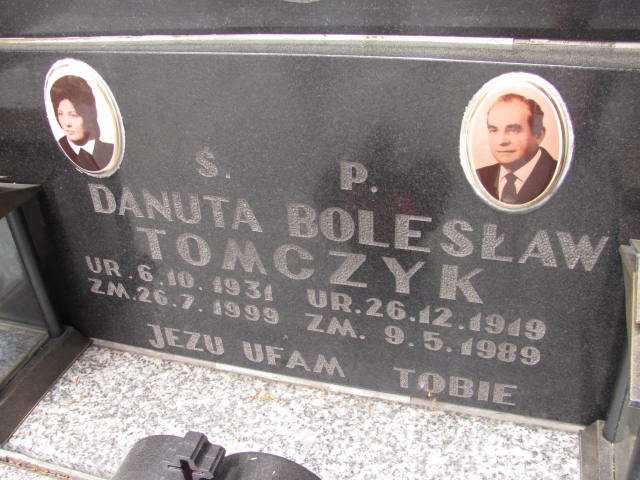 Ś. P.
DANUTA BOLESŁAW
TOMCZYK
UR. 6.10.1931 UR. 26.12.1919
ZM. 26.7.1999 ZM. 9.5.1989
JEZU UFAM TOBIE